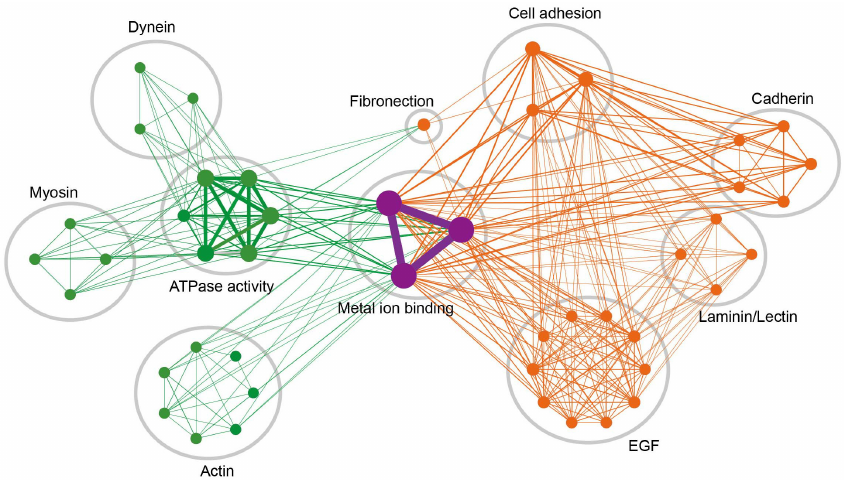 Cell adhesion
Dynein
Fibronection
Cadherin
Myosin
ATPase activity
Metal ion binding
Laminin/Lectin
EGF
Actin